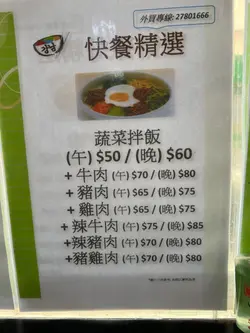 外賣專線: 27801666
快餐精選
蔬菜拌飯
(午) $50 / (晚) $60
+ 牛肉 (午) $70 / (晚) $80
+ 豬肉 (午) $65 / (晚) $75
+ 雞肉 (午) $65 / (晚) $75
+ 辣牛肉 (午) $75 / (晚) $85
+辣豬肉 (午) $70 / (晚) $80
+豬雞肉 (午) $70 / (晚) $80